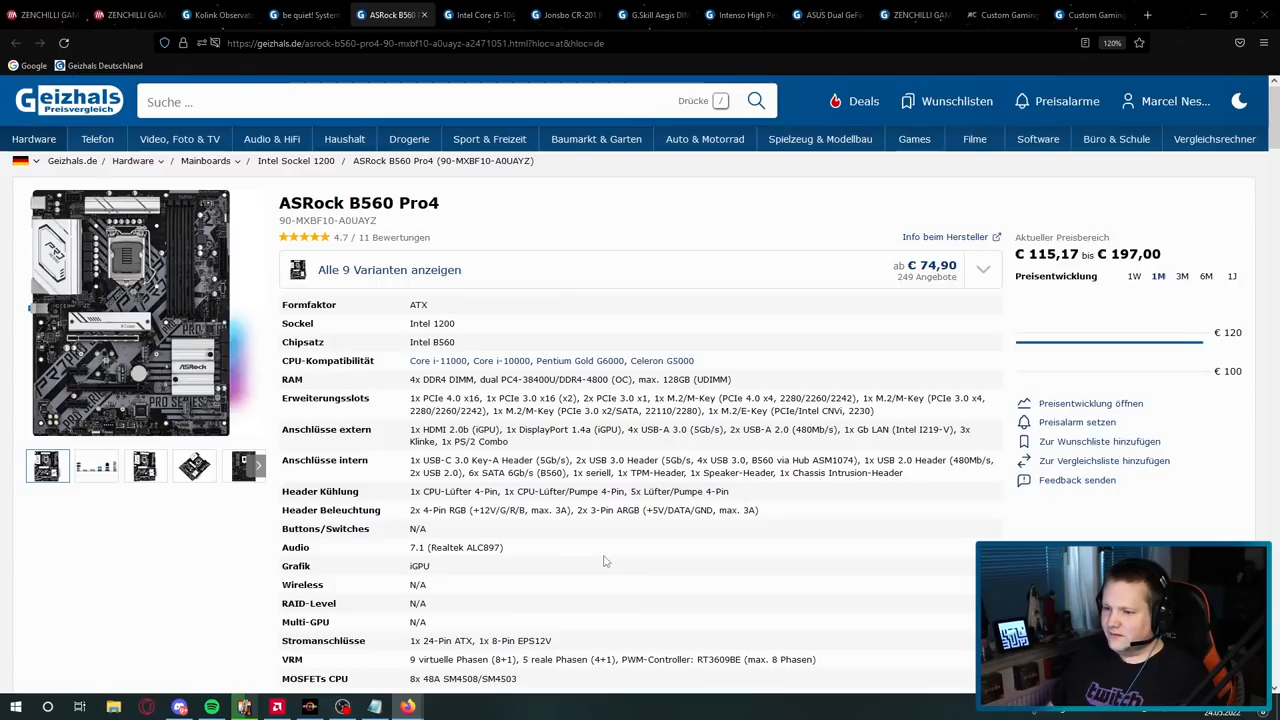 ZENCHILLI GAM
ZENCHILLI GAM
Kolink Observato
be quiet! System
ASRock B560
Intel Core i5-104
Jonsbo CR-201
G.Skill Aegis DIM
Intenso High Pe
ASUS Dual GeFo
ZENCHILLI GAM
Custom Gaming
Custom Gaming
https://geizhals.de/asrock-b560-pro4-90-mxbf10-a0uayz-a2471051.html?hloc=at&hloc=de
120%
Google
Geizhals Deutschland
Geizhals
Preisvergleich
Suche ...
Drücke /
Deals
Wunschlisten
Preisalarme
Marcel Nes...
Hardware
Telefon
Video, Foto & TV
Audio & HiFi
Haushalt
Drogerie
Sport & Freizeit
Baumarkt & Garten
Auto & Motorrad
Spielzeug & Modellbau
Games
Filme
Software
Büro & Schule
Vergleichsrechner
Geizhals.de
Hardware
Mainboards
Intel Sockel 1200
ASRock B560 Pro4 (90-MXBF10-A0UAYZ)
ASRock B560 Pro4
90-MXBF10-A0UAYZ
4.7 / 11 Bewertungen
Info beim Hersteller
Alle 9 Varianten anzeigen
ab € 74,90
249 Angebote
Aktueller Preisbereich
€ 115,17 bis € 197,00
Preisentwicklung 1W 1M 3M 6M 1J
€ 120
€ 100
Preisentwicklung öffnen
Preisalarm setzen
Zur Wunschliste hinzufügen
Zur Vergleichsliste hinzufügen
Feedback senden
Formfaktor ATX
Sockel Intel 1200
Chipsatz Intel B560
CPU-Kompatibilität Core i-11000, Core i-10000, Pentium Gold G6000, Celeron G5000
RAM 4x DDR4 DIMM, dual PC4-38400U/DDR4-4800 (OC), max. 128GB (UDIMM)
Erweiterungsslots 1x PCIe 4.0 x16, 1x PCIe 3.0 x16 (x2), 2x PCIe 3.0 x1, 1x M.2/M-Key (PCIe 4.0 x4, 2280/2260/2242), 1x M.2/M-Key (PCIe 3.0 x4,
2280/2260/2242), 1x M.2/M-Key (PCIe 3.0 x2/SATA, 22110/2280), 1x M.2/E-Key (PCIe/Intel CNVi, 2230)
Anschlüsse extern 1x HDMI 2.0b (iGPU), 1x DisplayPort 1.4a (iGPU), 4x USB-A 3.0 (5Gb/s), 2x USB-A 2.0 (480Mb/s), 1x Gb LAN (Intel I219-V), 3x
Klinke, 1x PS/2 Combo
Anschlüsse intern 1x USB-C 3.0 Key-A Header (5Gb/s), 2x USB 3.0 Header (5Gb/s, 4x USB 3.0, B560 via Hub ASM1074), 1x USB 2.0 Header (480Mb/s,
2x USB 2.0), 6x SATA 6Gb/s (B560), 1x seriell, 1x TPM-Header, 1x Speaker-Header, 1x Chassis Intrusion-Header
Header Kühlung 1x CPU-Lüfter 4-Pin, 1x CPU-Lüfter/Pumpe 4-Pin, 5x Lüfter/Pumpe 4-Pin
Header Beleuchtung 2x 4-Pin RGB (+12V/G/R/B, max. 3A), 2x 3-Pin ARGB (+5V/DATA/GND, max. 3A)
Buttons/Switches N/A
Audio 7.1 (Realtek ALC897)
Grafik iGPU
Wireless N/A
RAID-Level N/A
Multi-GPU N/A
Stromanschlüsse 1x 24-Pin ATX, 1x 8-Pin EPS12V
VRM 9 virtuelle Phasen (8+1), 5 reale Phasen (4+1), PWM-Controller: RT3609BE (max. 8 Phasen)
MOSFETs CPU 8x 48A SM4508/SM4503
ASRock
twitch
24.05.2022